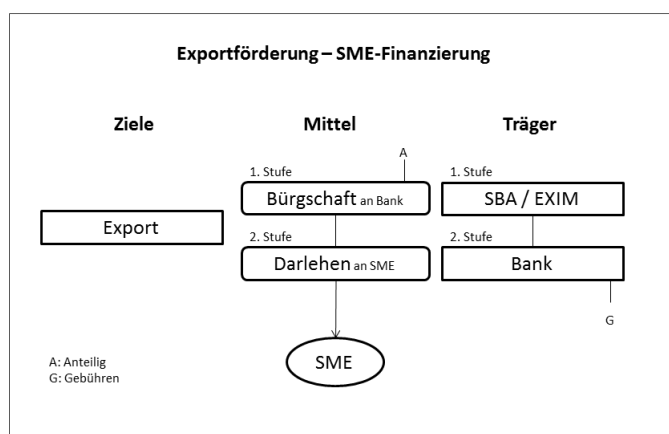 Exportförderung – SME-Finanzierung
Ziele
Mittel
Träger
A
1. Stufe
1. Stufe
Bürgschaft an Bank
SBA / EXIM
Export
2. Stufe
2. Stufe
Darlehen an SME
Bank
G
SME
A: Anteilig
G: Gebühren